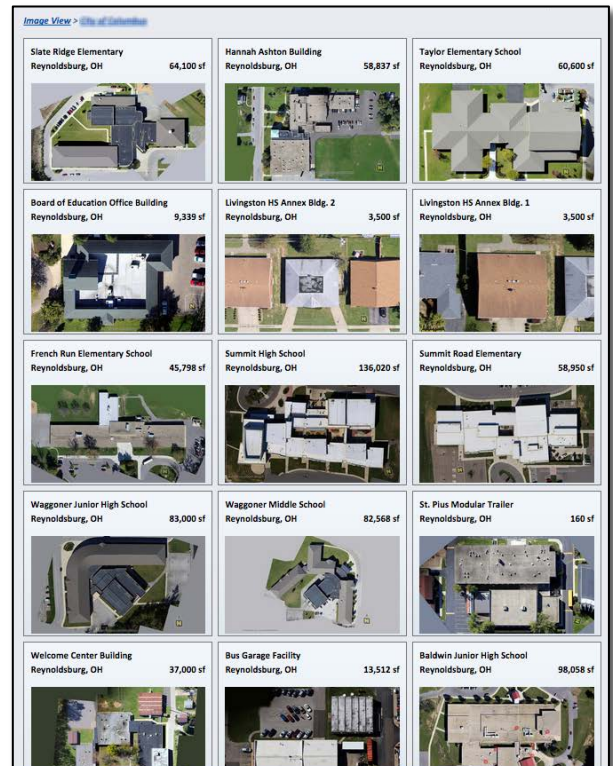 Image View >
Slate Ridge Elementary
Reynoldsburg, OH 64,100 sf
Hannah Ashton Building
Reynoldsburg, OH 58,837 sf
Taylor Elementary School
Reynoldsburg, OH 60,600 sf
Board of Education Office Building
Reynoldsburg, OH 9,339 sf
Livingston HS Annex Bldg. 2
Reynoldsburg, OH 3,500 sf
Livingston HS Annex Bldg. 1
Reynoldsburg, OH 3,500 sf
French Run Elementary School
Reynoldsburg, OH 45,798 sf
Summit High School
Reynoldsburg, OH 136,020 sf
Summit Road Elementary
Reynoldsburg, OH 58,950 sf
Waggoner Junior High School
Reynoldsburg, OH 83,000 sf
Waggoner Middle School
Reynoldsburg, OH 82,568 sf
St. Pius Modular Trailer
Reynoldsburg, OH 160 sf
Welcome Center Building
Reynoldsburg, OH 37,000 sf
Bus Garage Facility
Reynoldsburg, OH 13,512 sf
Baldwin Junior High School
Reynoldsburg, OH 98,058 sf